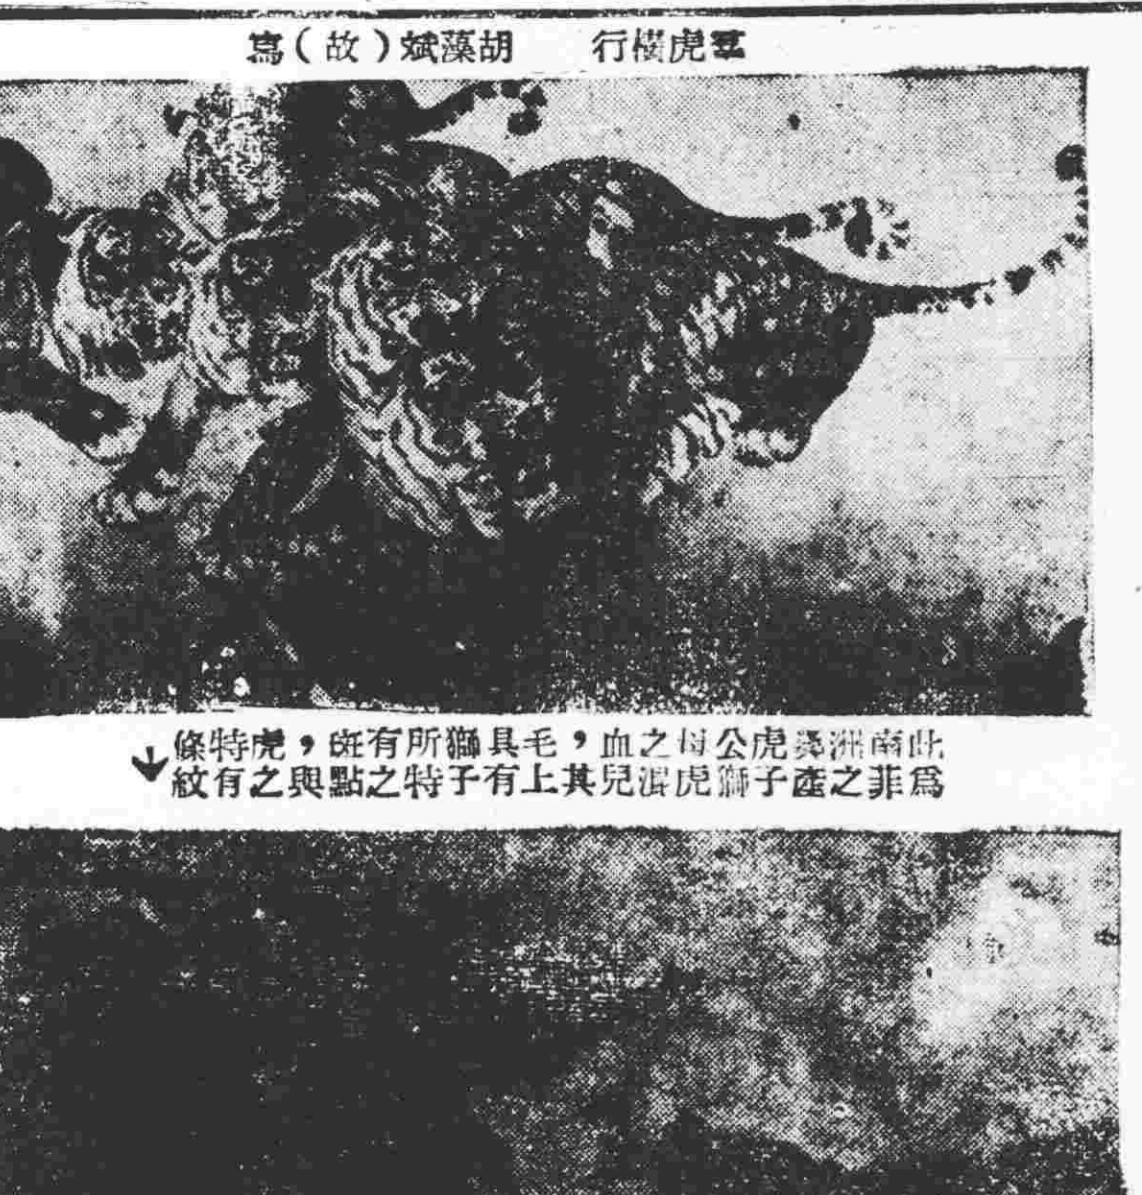 羣虎橫行 胡藻斌(故)寫
此爲南菲洲之異產虎子公獅母虎之混血兒,其毛上具有獅子所特有之斑點,與虎之特有條紋